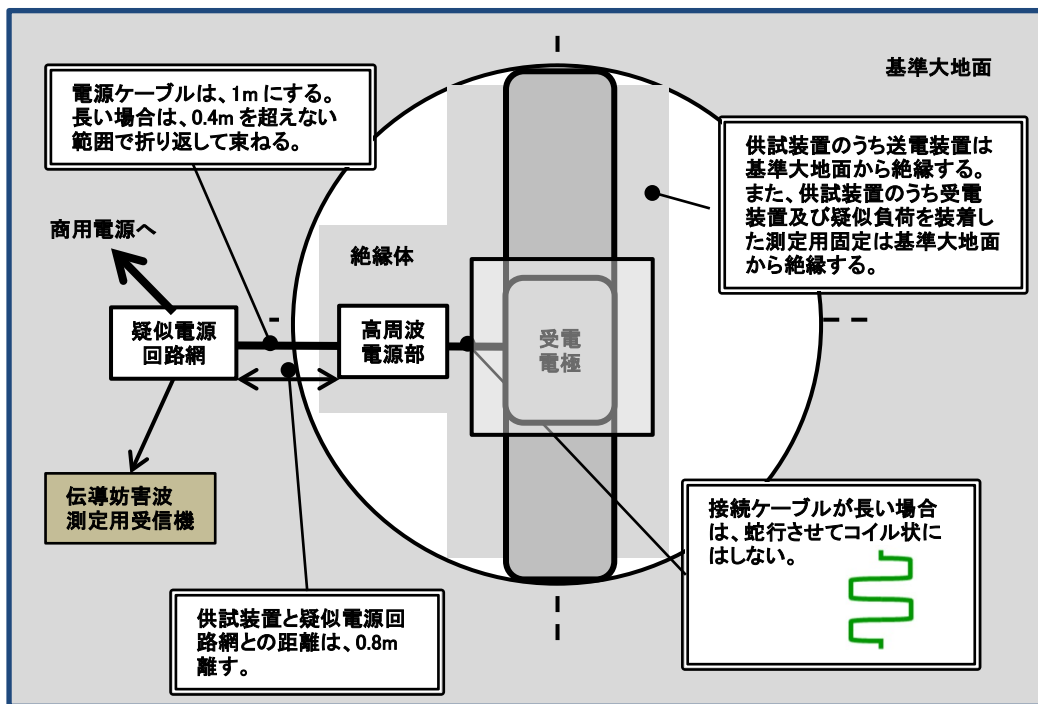 基準大地面
電源ケーブルは、1m にする。
長い場合は、0.4m を超えない
範囲で折り返して束ねる。
供試装置のうち送電装置は
基準大地面から絶縁する。
また、供試装置のうち受電
装置及び疑似負荷を装着し
た測定用固定は基準大地面
から絶縁する。
商用電源へ
絶縁体
疑似電源
回路網
高周波
電源部
受電
電極
伝導妨害波
測定用受信機
接続ケーブルが長い場合
は、蛇行させてコイル状に
はしない。
供試装置と疑似電源回
路網との距離は、0.8m
離す。